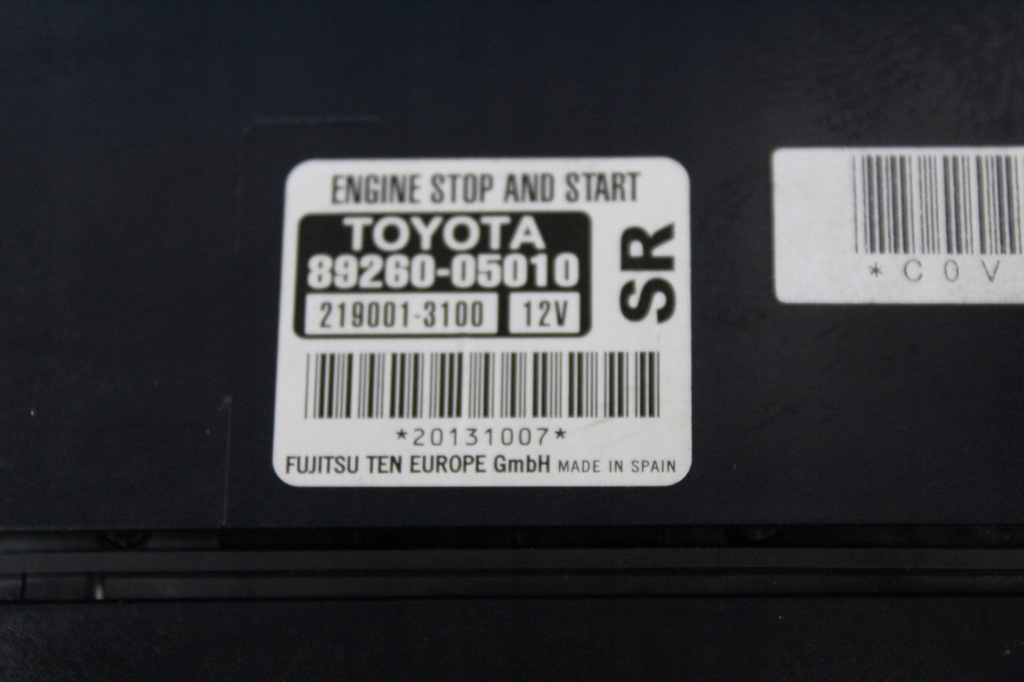 ENGINE STOP AND START
TOYOTA
89260-05010
219001-3100 12V
SR
*20131007*
FUJITSU TEN EUROPE GmbH MADE IN SPAIN
*C0V